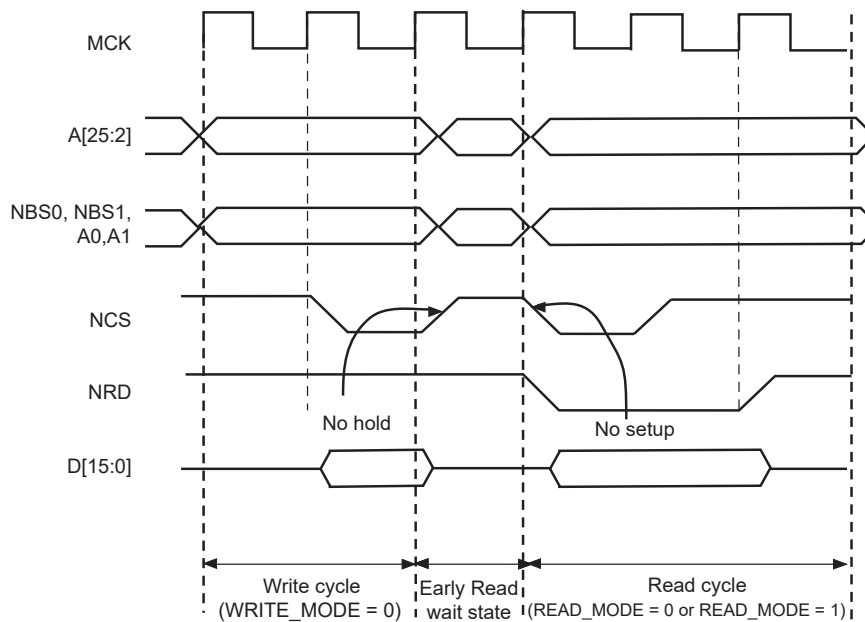 MCK
A[25:2]
NBS0, NBS1,
A0,A1
NCS
NRD
No hold
No setup
D[15:0]
Write cycle
(WRITE_MODE = 0)
Early Read
wait state
Read cycle
(READ_MODE = 0 or READ_MODE = 1)